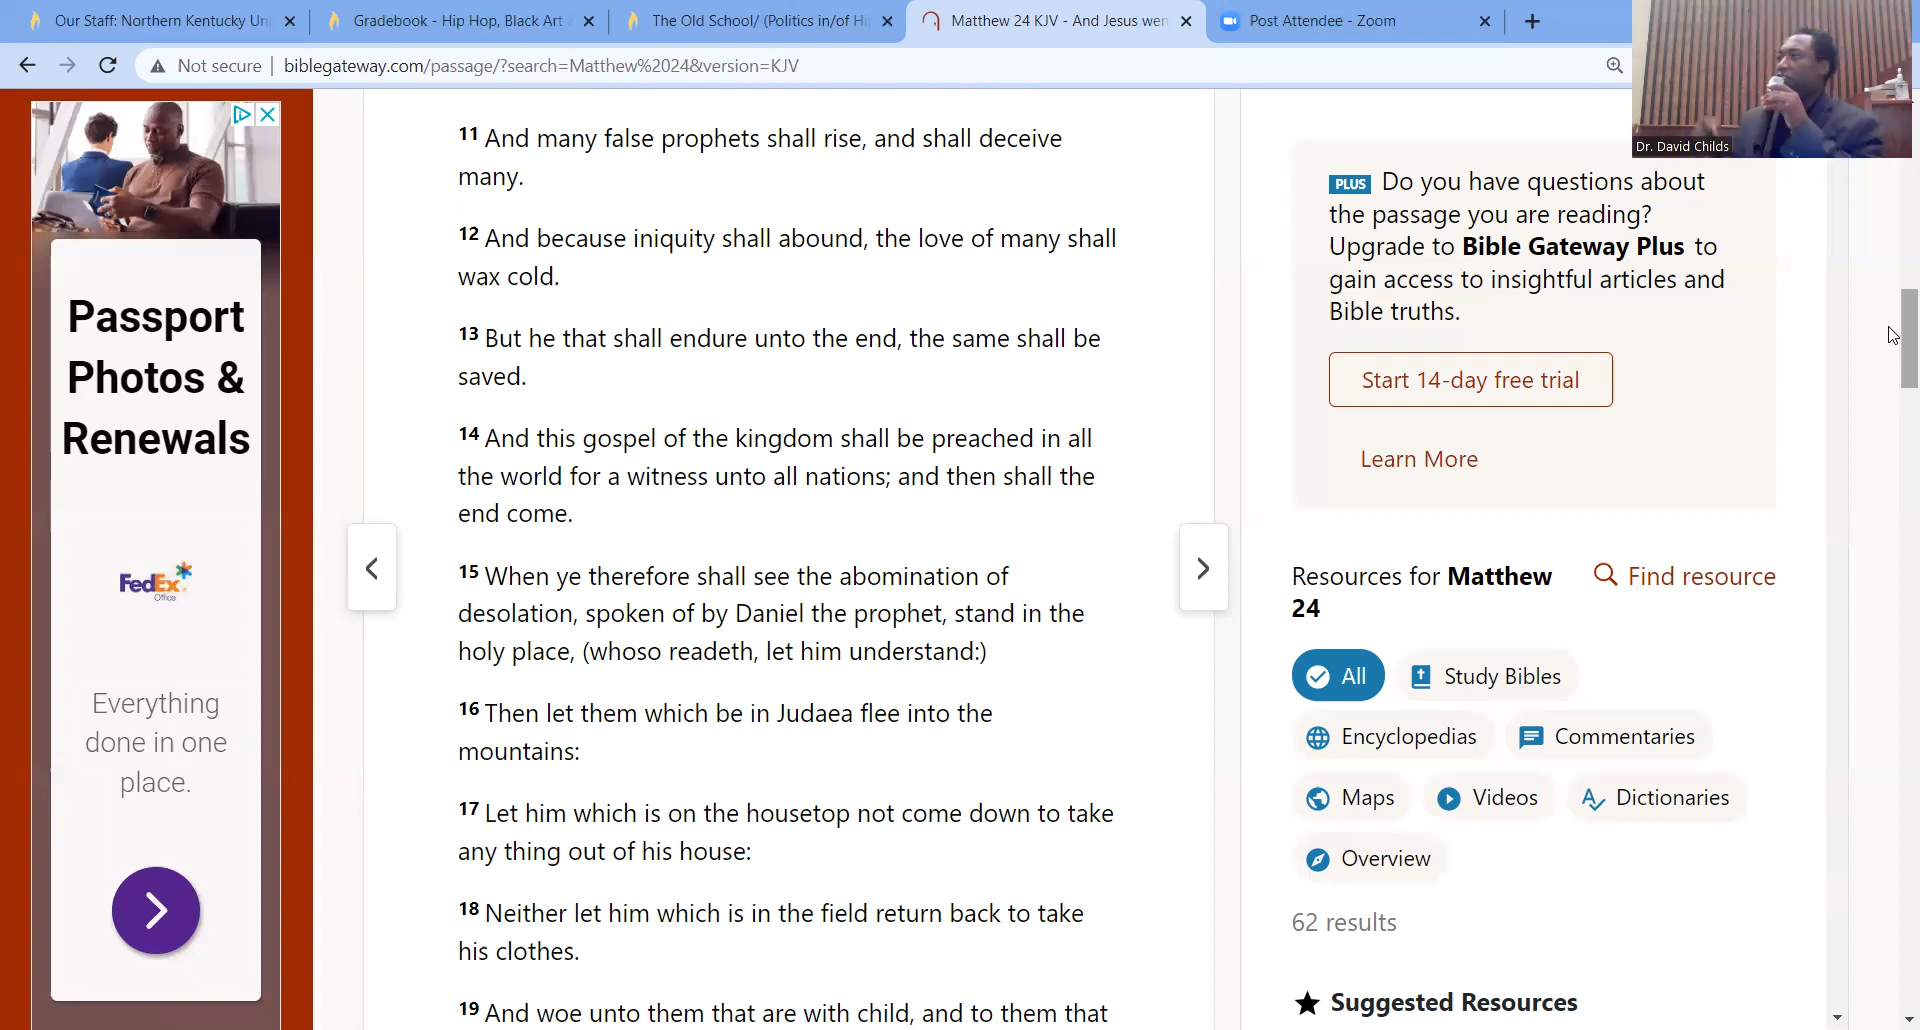 Our Staff: Northern Kentucky Un
Gradebook - Hip Hop, Black Art
The Old School/ (Politics in/of Hi
Matthew 24 KJV - And Jesus wen
Post Attendee - Zoom
Not secure
biblegateway.com/passage/?search=Matthew%2024&version=KJV
Dr. David Childs
Passport
Photos &
Renewals
FedEx
Office
Everything
done in one
place.
11 And many false prophets shall rise, and shall deceive
many.
12 And because iniquity shall abound, the love of many shall
wax cold.
13 But he that shall endure unto the end, the same shall be
saved.
14 And this gospel of the kingdom shall be preached in all
the world for a witness unto all nations; and then shall the
end come.
15 When ye therefore shall see the abomination of
desolation, spoken of by Daniel the prophet, stand in the
holy place, (whoso readeth, let him understand:)
16 Then let them which be in Judaea flee into the
mountains:
17 Let him which is on the housetop not come down to take
any thing out of his house:
18 Neither let him which is in the field return back to take
his clothes.
19 And woe unto them that are with child, and to them that
PLUS Do you have questions about
the passage you are reading?
Upgrade to Bible Gateway Plus to
gain access to insightful articles and
Bible truths.
Start 14-day free trial
Learn More
Resources for Matthew
24
Find resource
All
Study Bibles
Encyclopedias
Commentaries
Maps
Videos
Dictionaries
Overview
62 results
Suggested Resources